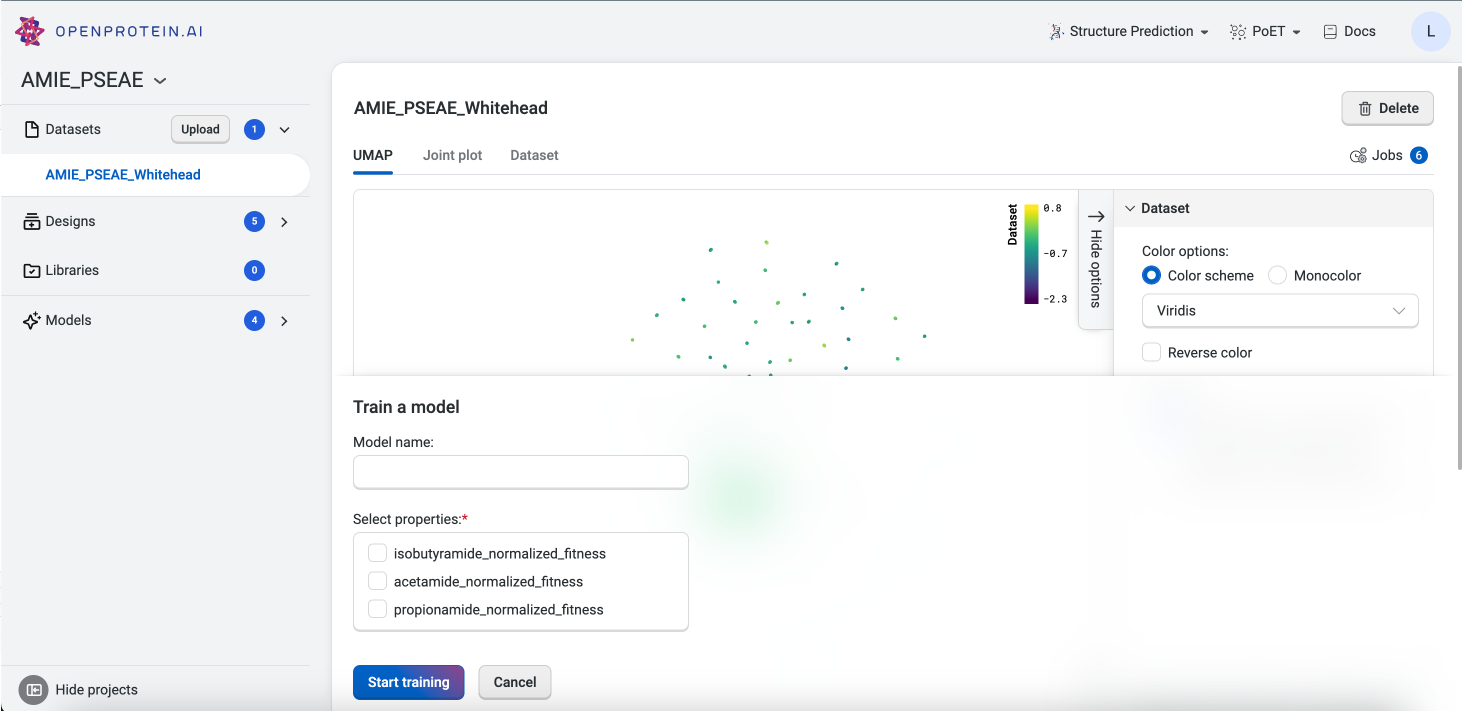 OPENPROTEIN.AI
Structure Prediction
PoET
Docs
L
AMIE_PSEAE
Datasets
Upload
1
AMIE_PSEAE_Whitehead
Designs
5
Libraries
0
Models
4
Hide projects
AMIE_PSEAE_Whitehead
Delete
UMAP
Joint plot
Dataset
Jobs
6
Dataset
0.8
-0.7
-2.3
Hide options
Dataset
Color options:
Color scheme
Monocolor
Viridis
Reverse color
Train a model
Model name:
Select properties:*
isobutyramide_normalized_fitness
acetamide_normalized_fitness
propionamide_normalized_fitness
Start training
Cancel